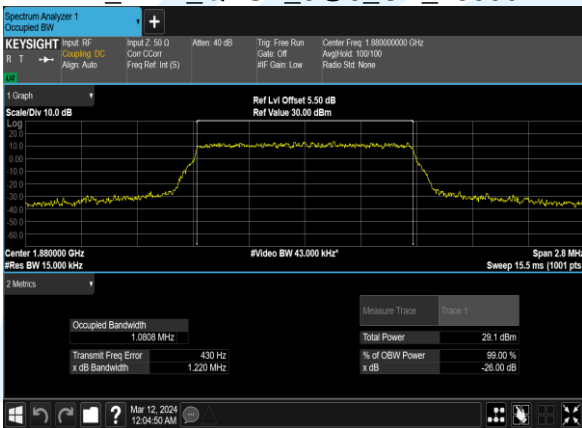 Spectrum Analyzer 1
Occupied BW
+
KEYSIGHT
R T
LW
Input: RF
Coupling: DC
Align: Auto
Input Z: 50 Ω
Corr CCorr
Freq Ref: Int (S)
Atten: 40 dB
Trig: Free Run
Gate: Off
#IF Gain: Low
Center Freq: 1.880000000 GHz
Avg|Hold: 100/100
Radio Std: None
1 Graph
Scale/Div 10.0 dB
Ref Lvl Offset 5.50 dB
Ref Value 30.00 dBm
Log
20.0
10.0
0.00
-10.0
-20.0
-30.0
-40.0
-50.0
-60.0
Center 1.880000 GHz
#Video BW 43.000 kHz*
Span 2.8 MHz
#Res BW 15.000 kHz
Sweep 15.5 ms (1001 pts)
2 Metrics
Measure Trace Trace 1
Occupied Bandwidth
1.0808 MHz
Total Power 29.1 dBm
Transmit Freq Error 430 Hz
% of OBW Power 99.00 %
x dB Bandwidth 1.220 MHz
x dB -26.00 dB
?
Mar 12, 2024
12:04:50 AM